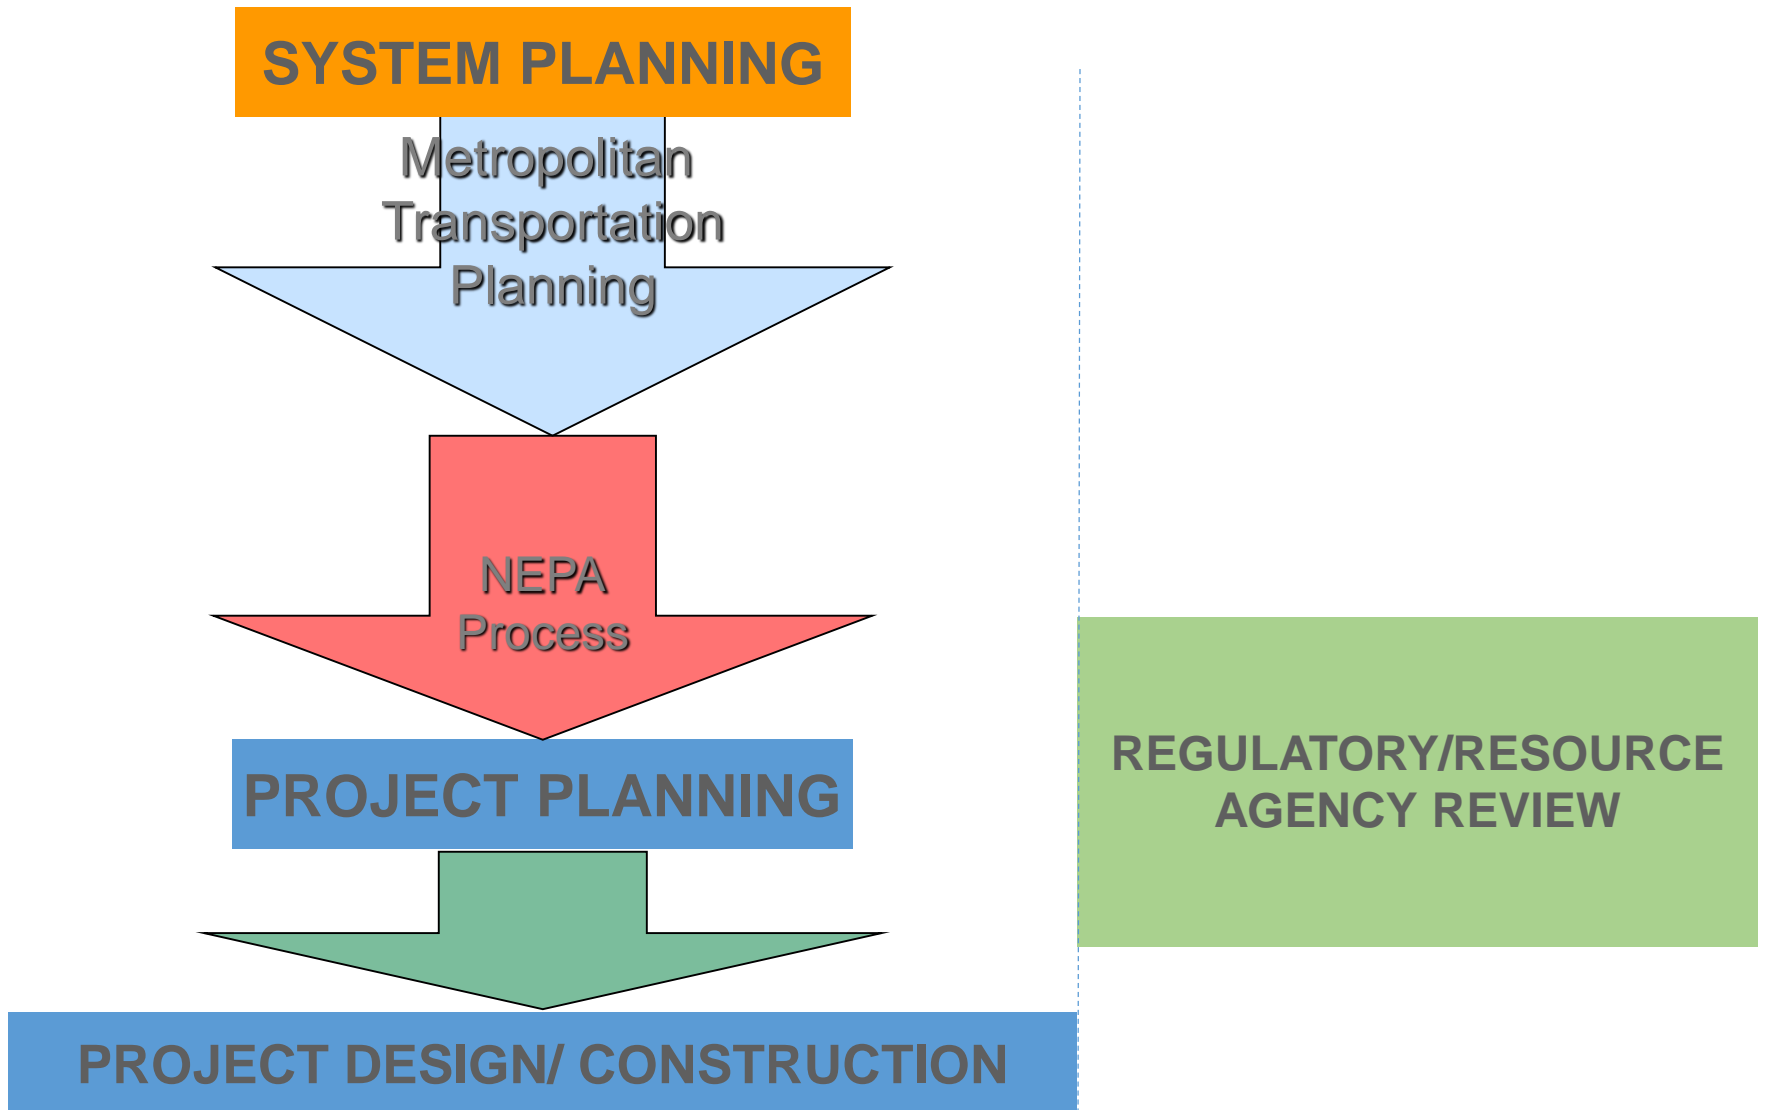 SYSTEM PLANNING
Metropolitan
Transportation
Planning
NEPA
Process
PROJECT PLANNING
REGULATORY/RESOURCE
AGENCY REVIEW
PROJECT DESIGN/ CONSTRUCTION